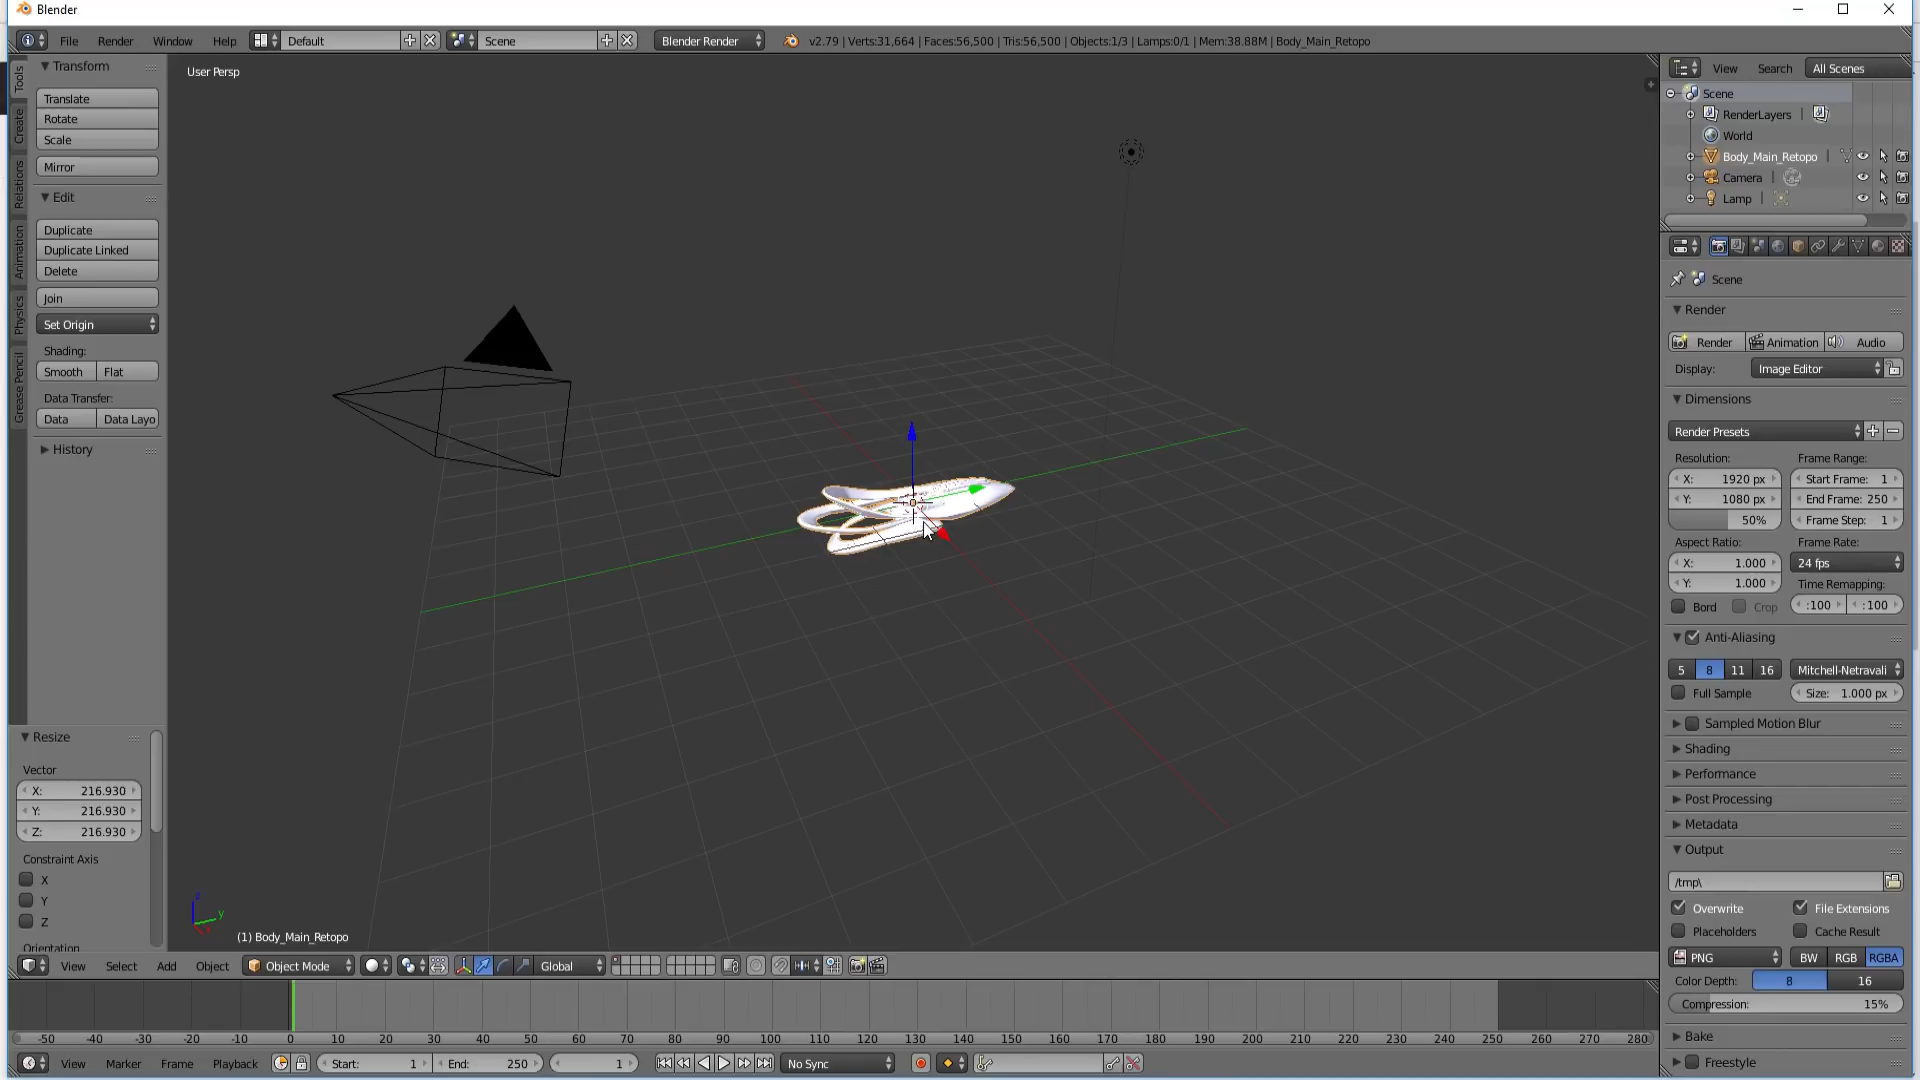 Blender
File Render Window Help Default Scene Blender Render v2.79 | Verts:31,664 | Faces:56,500 | Tris:56,500 | Objects:1/3 | Lamps:0/1 | Mem:38.88M | Body_Main_Retopo
Tools
Create
Relations
Animation
Physics
Grease Pencil
Transform
Translate
Rotate
Scale
Mirror
Edit
Duplicate
Duplicate Linked
Delete
Join
Set Origin
Shading:
Smooth Flat
Data Transfer:
Data Data Layo
History
Resize
Vector
X: 216.930
Y: 216.930
Z: 216.930
Constraint Axis
X
Y
Z
Orientation
User Persp
z
y
(1) Body_Main_Retopo
View Select Add Object Object Mode Global
-50 -40 -30 -20 -10 0 10 20 30 40 50 60 70 80 90 100 110 120 130 140 150 160 170 180 190 200 210 220 230 240 250 260 270 280
View Marker Frame Playback Start: 1 End: 250 1 No Sync
View Search All Scenes
Scene
RenderLayers |
World
Body_Main_Retopo |
Camera |
Lamp |
Scene
Render
Render Animation Audio
Display: Image Editor
Dimensions
Render Presets
Resolution: Frame Range:
X: 1920 px Start Frame: 1
Y: 1080 px End Frame: 250
50% Frame Step: 1
Aspect Ratio: Frame Rate:
X: 1.000 24 fps
Y: 1.000 Time Remapping:
Bord Crop :100 :100
Anti-Aliasing
5 8 11 16 Mitchell-Netravali
Full Sample Size: 1.000 px
Sampled Motion Blur
Shading
Performance
Post Processing
Metadata
Output
/tmp\
Overwrite File Extensions
Placeholders Cache Result
PNG BW RGB RGBA
Color Depth: 8 16
Compression: 15%
Bake
Freestyle